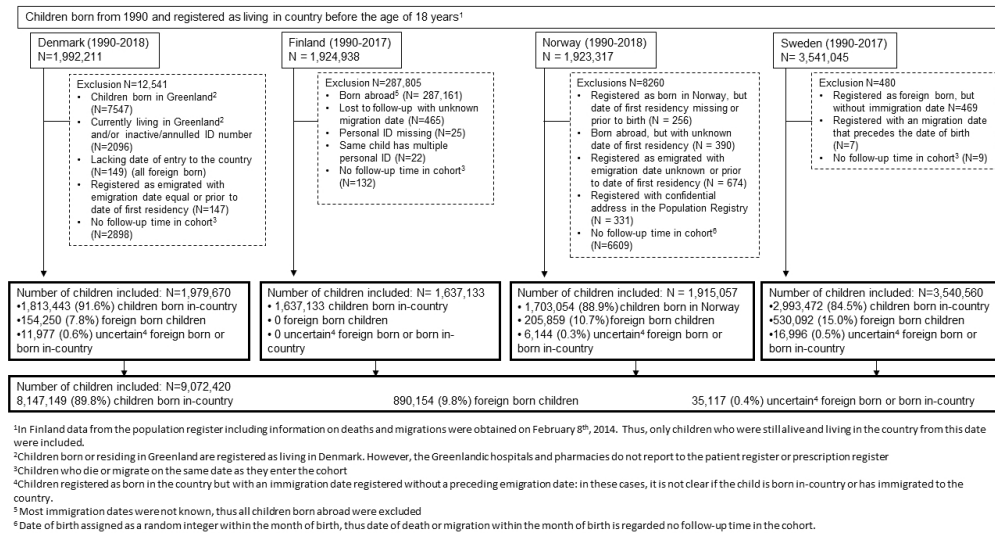 Children born from 1990 and registered as living in country before the age of 18 years¹
Denmark (1990-2018)
N=1,992,211
Exclusion N=12,541
• Children born in Greenland²
(N=7547)
• Currently living in Greenland²
and/or inactive/annulled ID number
(N=2096)
• Lacking date of entry to the country
(N=149) (all foreign born)
• Registered as emigrated with
emigration date equal or prior to
date of first residency (N=147)
• No follow-up time in cohort³
(N=2898)
Finland (1990-2017)
N = 1,924,938
Exclusion N=287,805
• Born abroad⁵ (N= 287,161)
• Lost to follow-up with unknown
migration date (N=465)
• Personal ID missing (N=25)
• Same child has multiple
personal ID (N=22)
• No follow-up time in cohort³
(N=132)
Norway (1990-2018)
N = 1,923,317
Exclusions N=8260
• Registered as born in Norway, but
date of first residency missing or
prior to birth (N = 256)
• Born abroad, but with unknown
date of first residency (N = 390)
• Registered as emigrated with
emigration date unknown or prior
to date of first residency (N = 674)
• Registered with confidential
address in the Population Registry
(N = 331)
• No follow-up time in cohort⁶
(N=6609)
Sweden (1990-2017)
N= 3,541,045
Exclusion N=480
• Registered as foreign born, but
without immigration date N=469
• Registered with an migration date
that precedes the date of birth
(N=7)
• No follow-up time in cohort³ (N=9)
Number of children included: N=1,979,670
•1,813,443 (91.6%) children born in-country
•154,250 (7.8%) foreign born children
•11,977 (0.6%) uncertain⁴ foreign born or
born in-country
Number of children included: N= 1,637,133
• 1,637,133 children born in-country
• 0 foreign born children
• 0 uncertain⁴ foreign born or born in-
country
Number of children included: N = 1,915,057
• 1,703,054 (88.9%) children born in Norway
• 205,859 (10.7%) foreign born children
• 6,144 (0.3%) uncertain⁴ foreign born or
born in-country
Number of children included: N=3,540,560
•2,993,472 (84.5%) children born in-country
•530,092 (15.0%) foreign born children
•16,996 (0.5%) uncertain⁴ foreign born or
born in-country
Number of children included: N=9,072,420
8,147,149 (89.8%) children born in-country 890,154 (9.8%) foreign born children 35,117 (0.4%) uncertain⁴ foreign born or born in-country
¹In Finland data from the population register including information on deaths and migrations were obtained on February 8th, 2014. Thus, only children who were still alive and living in the country from this date
were included.
²Children born or residing in Greenland are registered as living in Denmark. However, the Greenlandic hospitals and pharmacies do not report to the patient register or prescription register
³Children who die or migrate on the same date as they enter the cohort
⁴Children registered as born in the country but with an immigration date registered without a preceding emigration date: in these cases, it is not clear if the child is born in-country or has immigrated to the
country.
⁵ Most immigration dates were not known, thus all children born abroad were excluded
⁶ Date of birth assigned as a random integer within the month of birth, thus date of death or migration within the month of birth is regarded no follow-up time in the cohort.